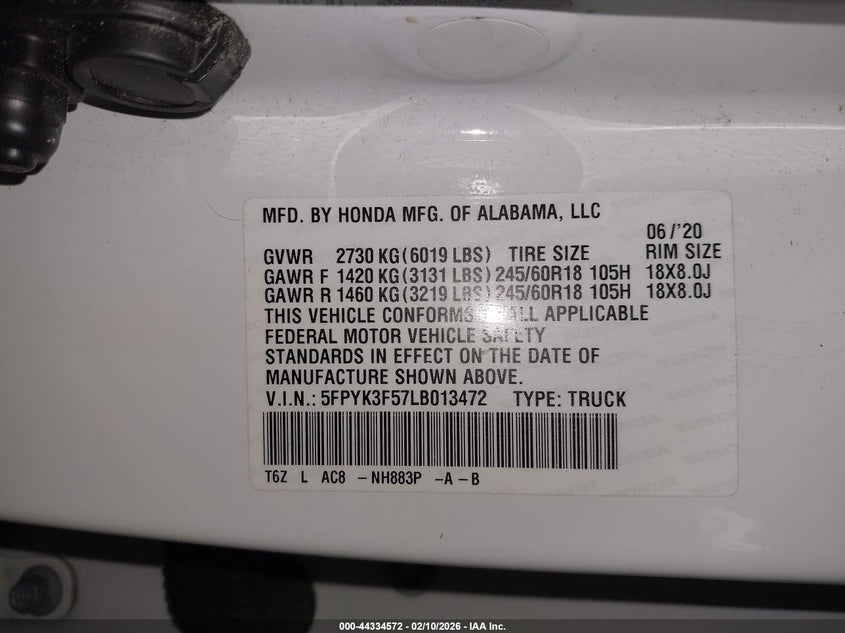 MFD. BY HONDA MFG. OF ALABAMA, LLC
06/'20
GVWR 2730 KG(6019 LBS) TIRE SIZE RIM SIZE
GAWR F 1420 KG(3131 LBS) 245/60R18 105H 18X8.0J
GAWR R 1460 KG(3219 LBS) 245/60R18 105H 18X8.0J
THIS VEHICLE CONFORMS TO ALL APPLICABLE
FEDERAL MOTOR VEHICLE SAFETY
STANDARDS IN EFFECT ON THE DATE OF
MANUFACTURE SHOWN ABOVE.
V.I.N.: 5FPYK3F57LB013472 TYPE: TRUCK
T6Z L AC8 -NH883P -A-B
000-44334572 - 02/10/2026 - IAA Inc.